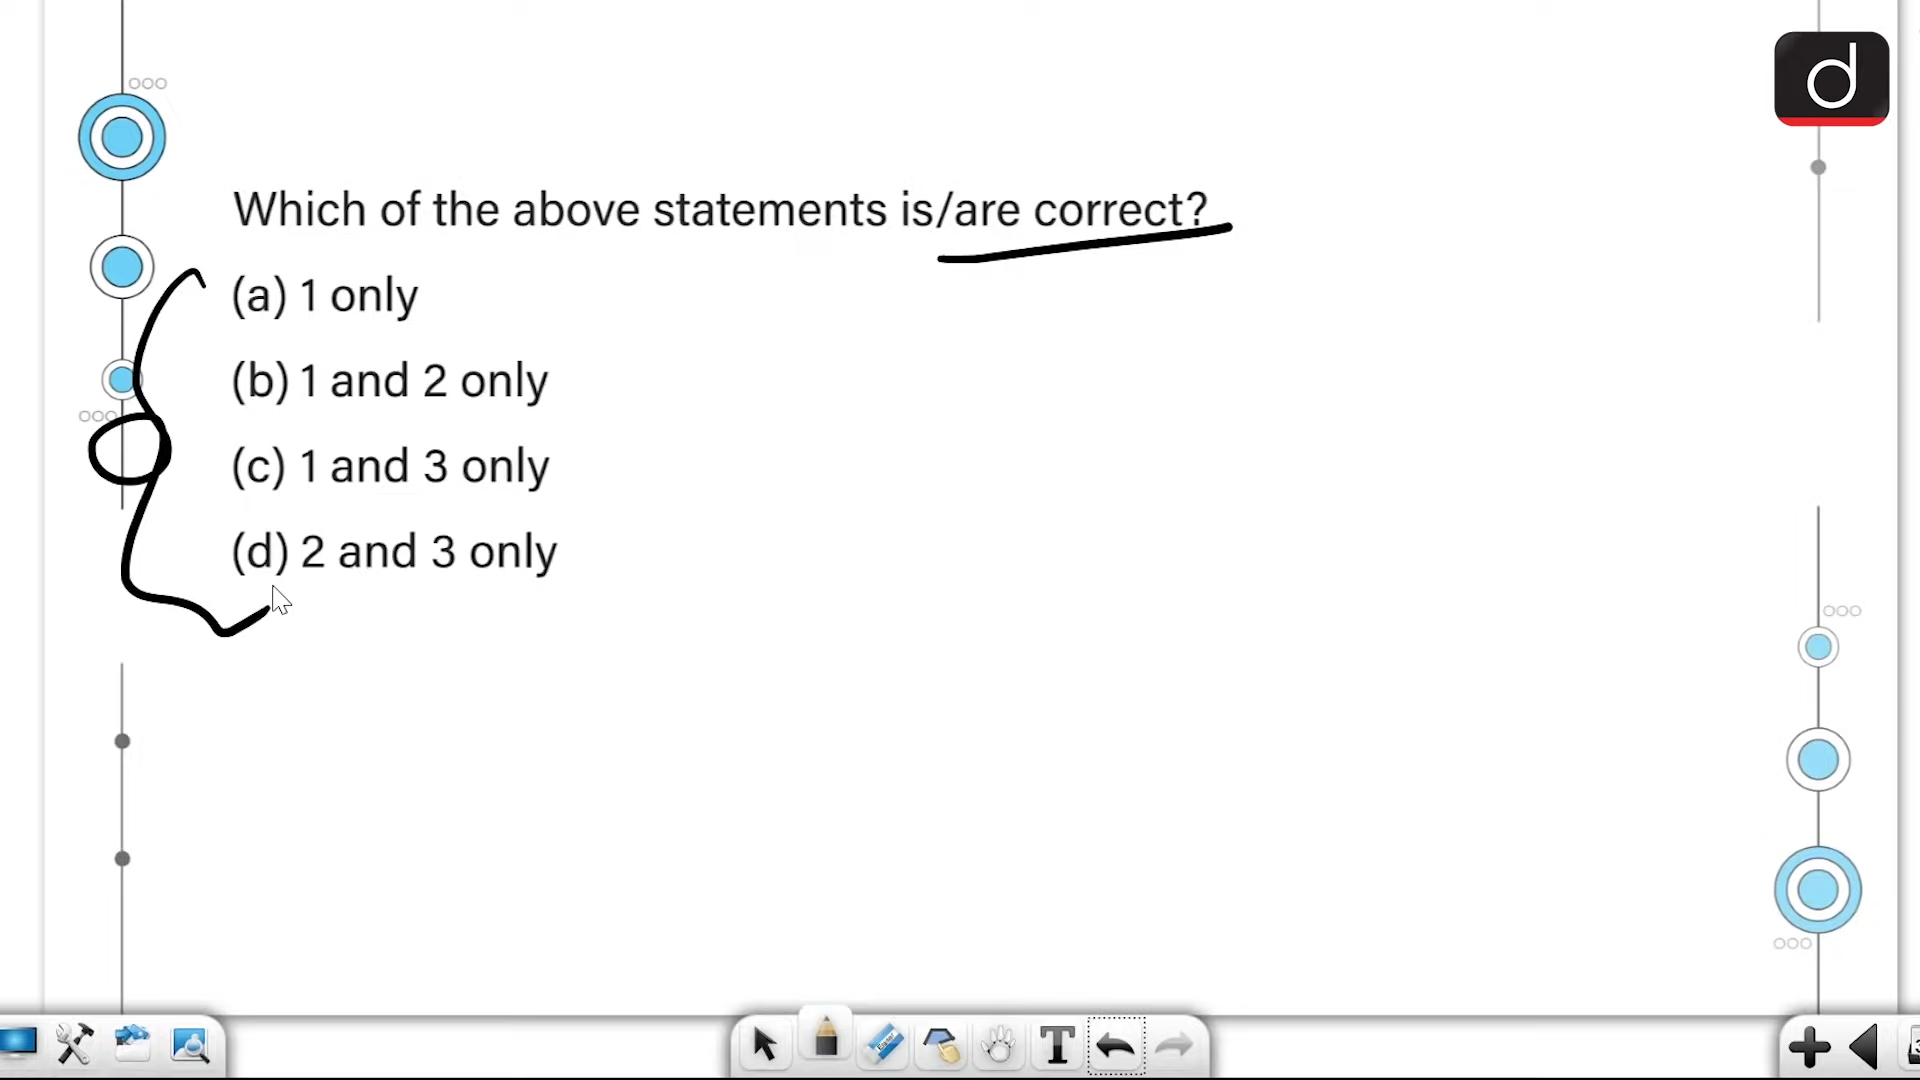 d
Which of the above statements is/are correct?
(a) 1 only
(b) 1 and 2 only
(c) 1 and 3 only
(d) 2 and 3 only
T